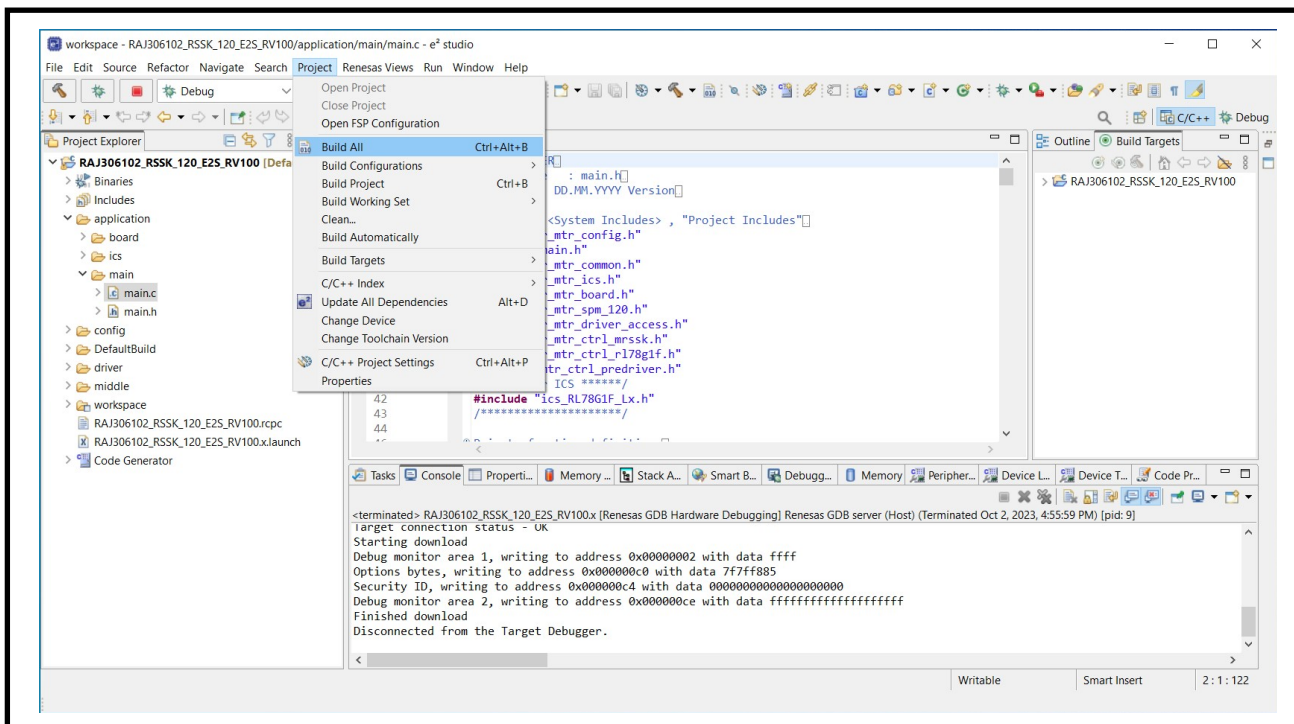 workspace - RAJ306102_RSSK_120_E2S_RV100/application/main/main.c - e² studio
File Edit Source Refactor Navigate Search Project Renesas Views Run Window Help
Debug
C/C++ Debug
Project Explorer
RAJ306102_RSSK_120_E2S_RV100 [Defa
Binaries
Includes
application
board
ics
main
main.c
main.h
config
DefaultBuild
driver
middle
workspace
RAJ306102_RSSK_120_E2S_RV100.rcpc
RAJ306102_RSSK_120_E2S_RV100.x.launch
Code Generator
Open Project
Close Project
Open FSP Configuration
Build All Ctrl+Alt+B
Build Configurations
Build Project Ctrl+B
Build Working Set
Clean...
Build Automatically
Build Targets
C/C++ Index
Update All Dependencies Alt+D
Change Device
Change Toolchain Version
C/C++ Project Settings Ctrl+Alt+P
Properties
: main.h
DD.MM.YYYY Version
<System Includes> , "Project Includes"
_mtr_config.h"
ain.h"
_mtr_common.h"
_mtr_ics.h"
_mtr_board.h"
_mtr_spm_120.h"
_mtr_driver_access.h"
_mtr_ctrl_mrssk.h"
_mtr_ctrl_rl78g1f.h"
tr_ctrl_predriver.h"
ICS ******/
42 #include "ics_RL78G1F_Lx.h"
43 /*********************/
44
Outline Build Targets
RAJ306102_RSSK_120_E2S_RV100
Tasks Console Properti... Memory ... Stack A... Smart B... Debugg... Memory Peripher... Device L... Device T... Code Pr...
<terminated> RAJ306102_RSSK_120_E2S_RV100.x [Renesas GDB Hardware Debugging] Renesas GDB server (Host) (Terminated Oct 2, 2023, 4:55:59 PM) [pid: 9]
Target connection status - OK
Starting download
Debug monitor area 1, writing to address 0x00000002 with data ffff
Options bytes, writing to address 0x000000c0 with data 7f7ff885
Security ID, writing to address 0x000000c4 with data 00000000000000000000
Debug monitor area 2, writing to address 0x000000ce with data ffffffffffffffffffff
Finished download
Disconnected from the Target Debugger.
Writable Smart Insert 2 : 1 : 122